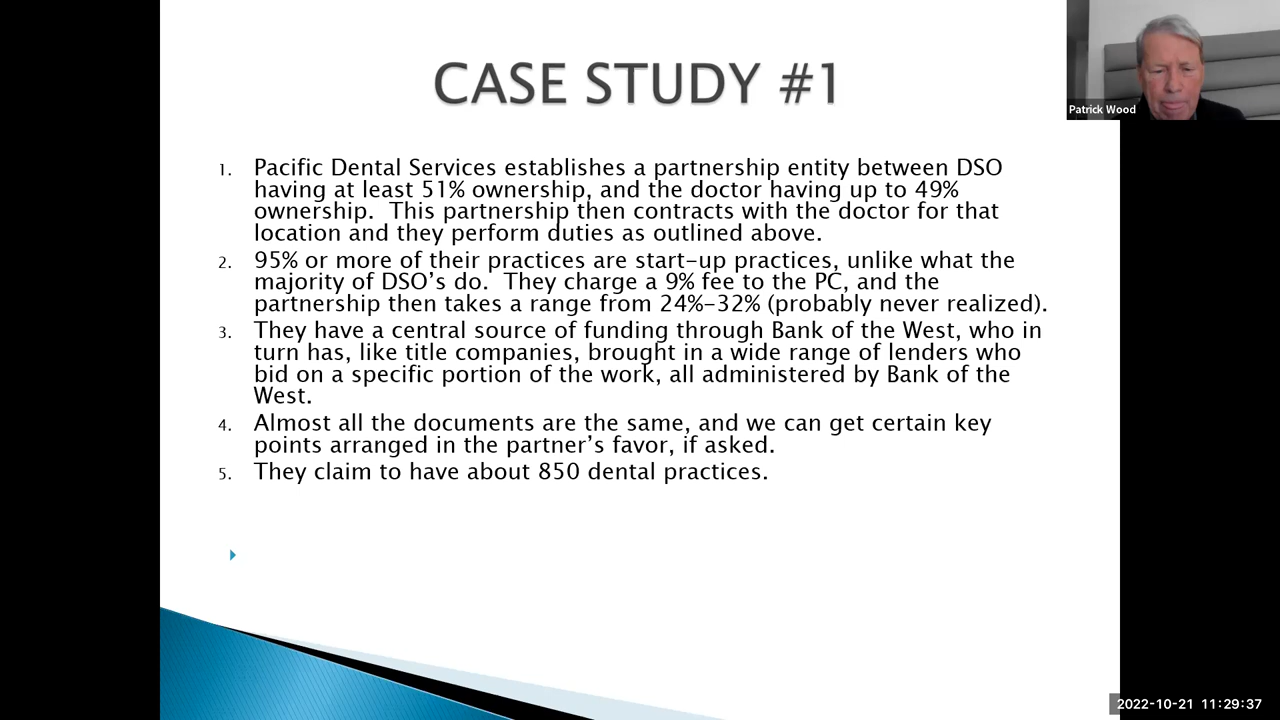 CASE STUDY #1
Patrick Wood
1. Pacific Dental Services establishes a partnership entity between DSO
having at least 51% ownership, and the doctor having up to 49%
ownership.  This partnership then contracts with the doctor for that
location and they perform duties as outlined above.
2. 95% or more of their practices are start-up practices, unlike what the
majority of DSO's do.  They charge a 9% fee to the PC, and the
partnership then takes a range from 24%-32% (probably never realized).
3. They have a central source of funding through Bank of the West, who in
turn has, like title companies, brought in a wide range of lenders who
bid on a specific portion of the work, all administered by Bank of the
West.
4. Almost all the documents are the same, and we can get certain key
points arranged in the partner's favor, if asked.
5. They claim to have about 850 dental practices.
2022-10-21 11:29:37